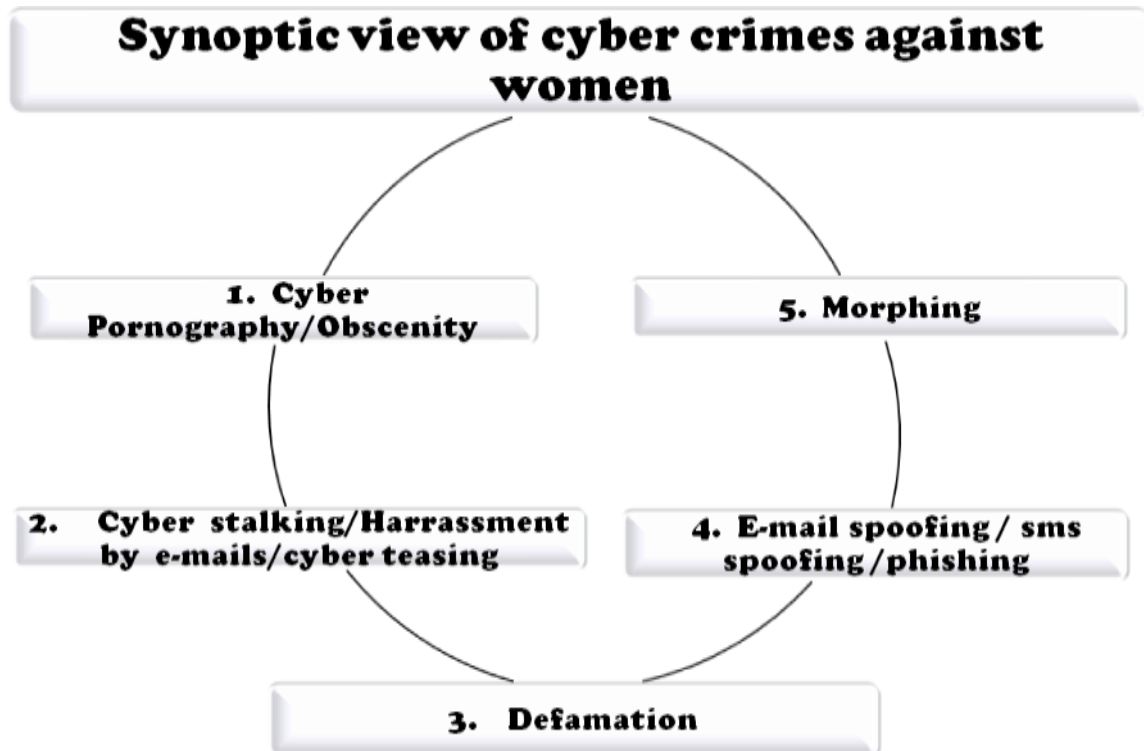 Synoptic view of cyber crimes against
women
1. Cyber
Pornography/Obscenity
5. Morphing
2. Cyber stalking/Harrassment
by e-mails/cyber teasing
4. E-mail spoofing / sms
spoofing/phishing
3. Defamation